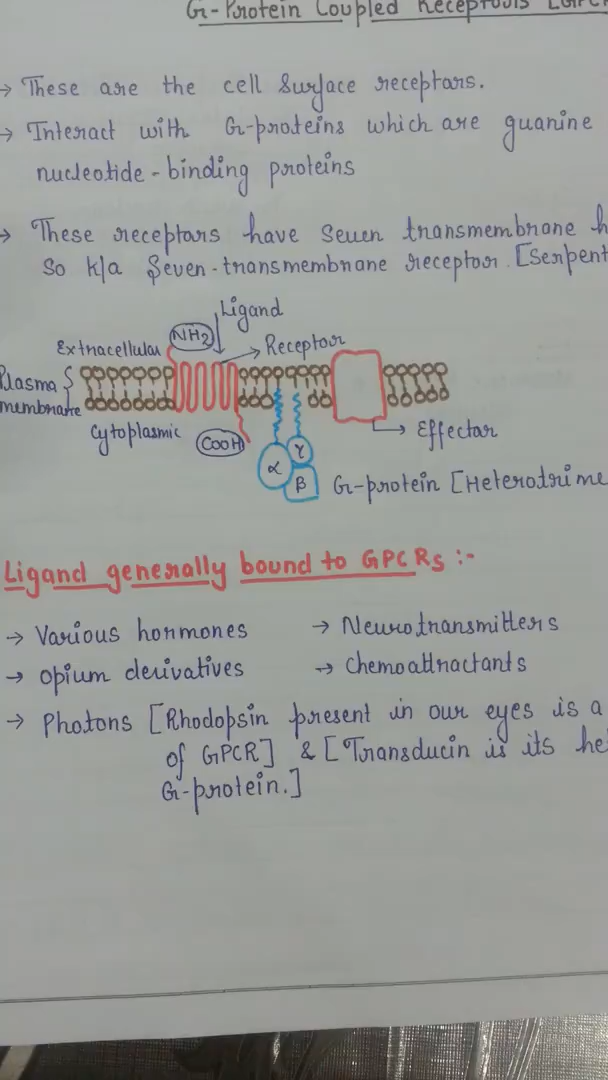 G-Protein Coupled Receptors [GPCR
→ These are the cell surface receptors.
→ Interact with G-proteins which are guanine
nucleotide-binding proteins
→ These receptors have seven transmembrane h
So k/a Seven-transmembrane receptor. [Serpent
Ligand
NH2
Extracellular
→ Receptor
Plasma
membrane
Cytoplasmic
COOH
→ Effector
α
γ
β
G-protein [Heterotrime
Ligand generally bound to GPCRs :-
→ Various hormones → Neurotransmitters
→ Opium derivatives → Chemoattractants
→ Photons [Rhodopsin present in our eyes is a
of GPCR] & [Transducin is its he
G-protein.]